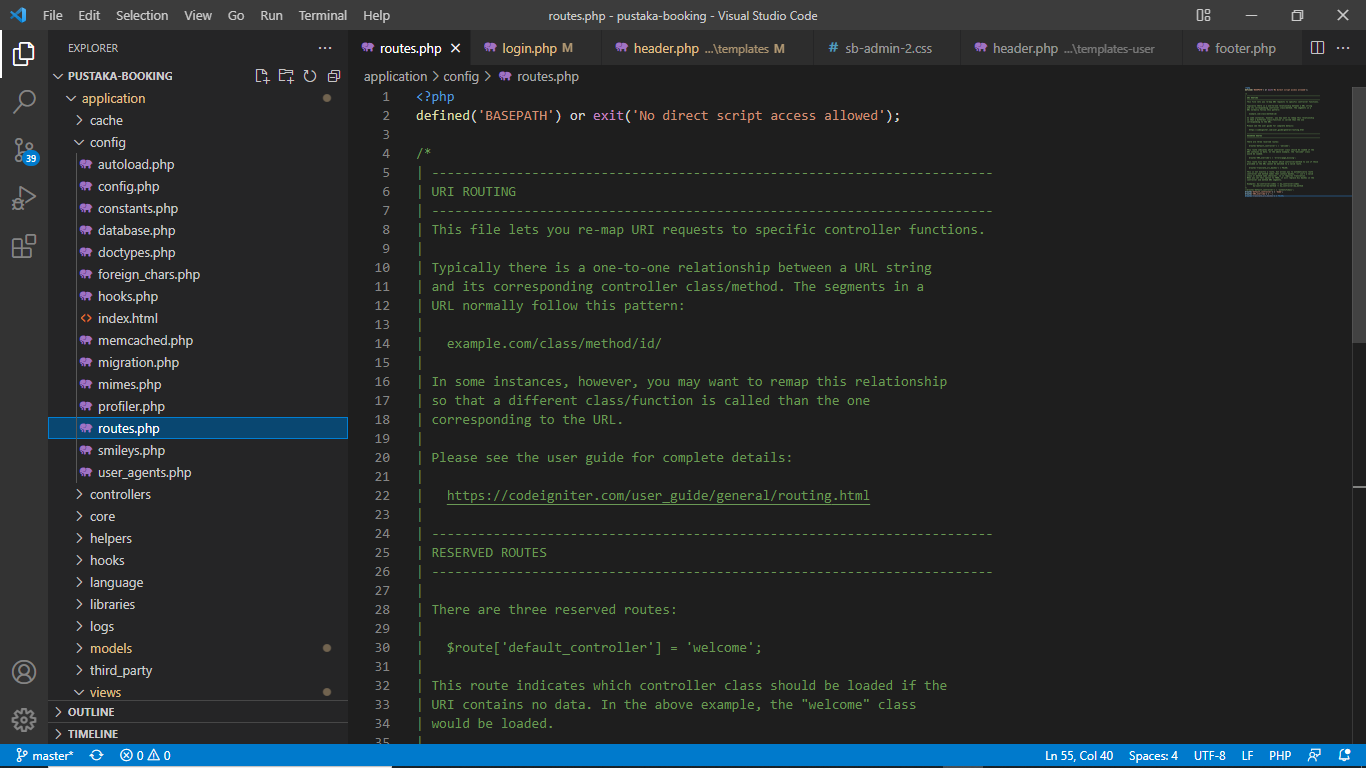 File Edit Selection View Go Run Terminal Help
routes.php - pustaka-booking - Visual Studio Code
EXPLORER
PUSTAKA-BOOKING
application
cache
config
autoload.php
config.php
constants.php
database.php
doctypes.php
foreign_chars.php
hooks.php
index.html
memcached.php
migration.php
mimes.php
profiler.php
routes.php
smileys.php
user_agents.php
controllers
core
helpers
hooks
language
libraries
logs
models
third_party
views
OUTLINE
TIMELINE
39
routes.php login.php M header.php ...\templates M # sb-admin-2.css header.php ...\templates-user footer.php
application > config > routes.php
1 <?php
2 defined('BASEPATH') or exit('No direct script access allowed');
3
4 /*
5 | -------------------------------------------------------------------------
6 | URI ROUTING
7 | -------------------------------------------------------------------------
8 | This file lets you re-map URI requests to specific controller functions.
9 |
10 | Typically there is a one-to-one relationship between a URL string
11 | and its corresponding controller class/method. The segments in a
12 | URL normally follow this pattern:
13 |
14 | example.com/class/method/id/
15 |
16 | In some instances, however, you may want to remap this relationship
17 | so that a different class/function is called than the one
18 | corresponding to the URL.
19 |
20 | Please see the user guide for complete details:
21 |
22 | https://codeigniter.com/user_guide/general/routing.html
23 |
24 | -------------------------------------------------------------------------
25 | RESERVED ROUTES
26 | -------------------------------------------------------------------------
27 |
28 | There are three reserved routes:
29 |
30 | $route['default_controller'] = 'welcome';
31 |
32 | This route indicates which controller class should be loaded if the
33 | URI contains no data. In the above example, the "welcome" class
34 | would be loaded.
35 |
master* 0 0 Ln 55, Col 40 Spaces: 4 UTF-8 LF PHP